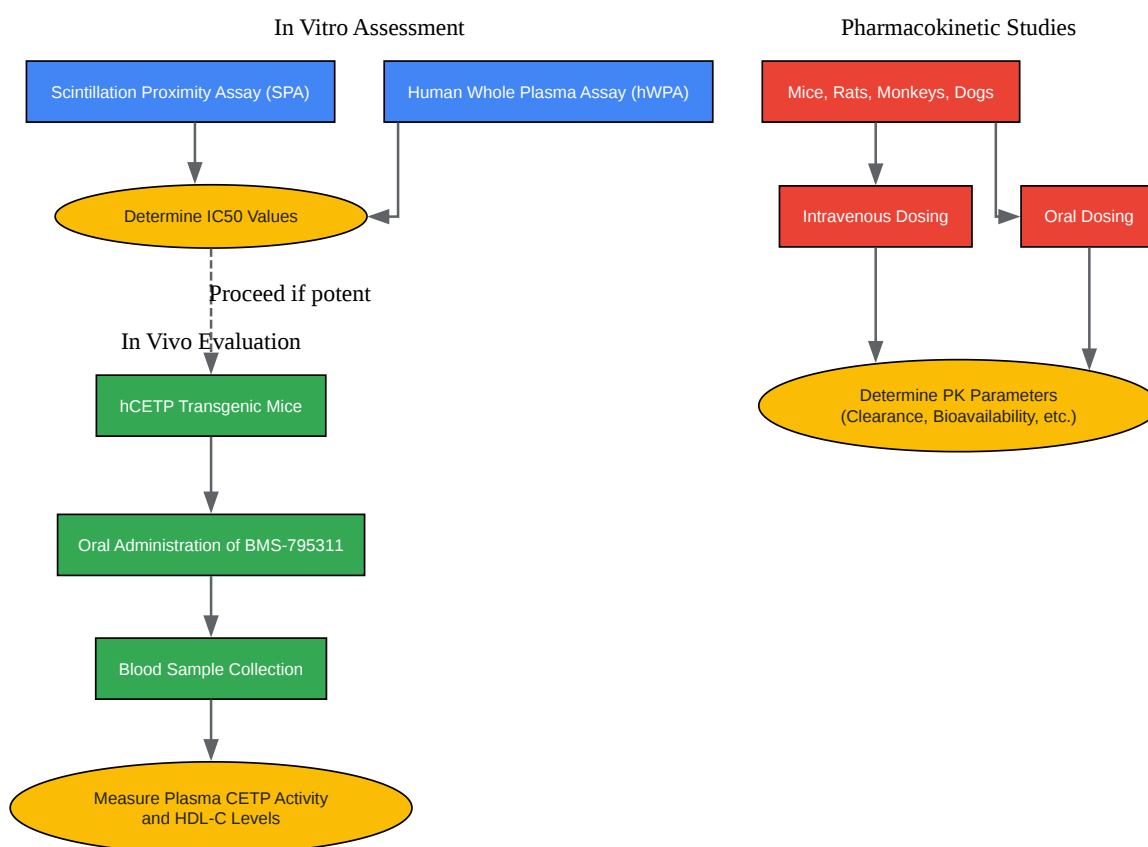 In Vitro Assessment
Scintillation Proximity Assay (SPA)
Human Whole Plasma Assay (hWPA)
Determine IC50 Values
Proceed if potent
In Vivo Evaluation
hCETP Transgenic Mice
Oral Administration of BMS-795311
Blood Sample Collection
Measure Plasma CETP Activity
and HDL-C Levels
Pharmacokinetic Studies
Mice, Rats, Monkeys, Dogs
Intravenous Dosing
Oral Dosing
Determine PK Parameters
(Clearance, Bioavailability, etc.)